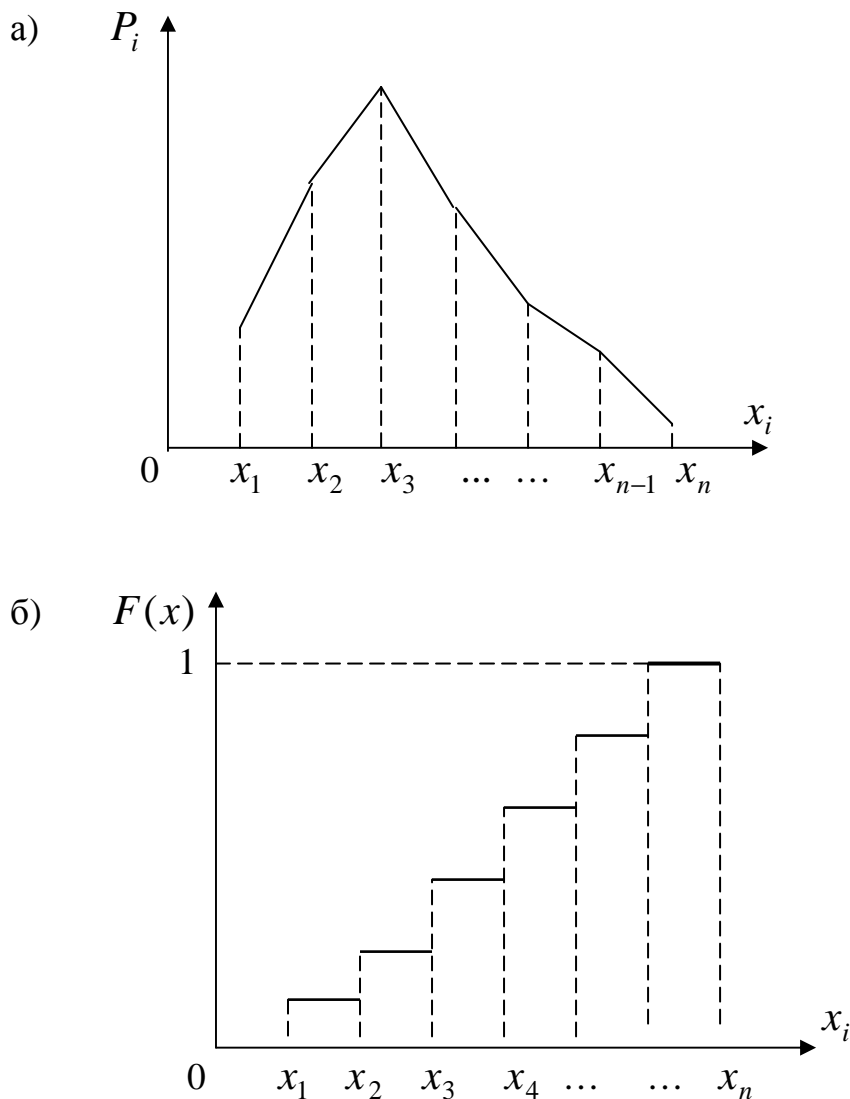 а) P_i
x_i
0 x_1 x_2 x_3 ... … x_{n−1} x_n
б) F(x)
1
x_i
0 x_1 x_2 x_3 x_4 … … x_n